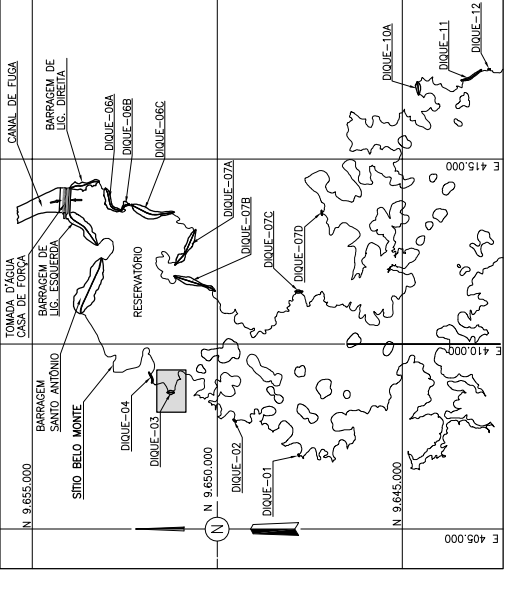 CANAL DE FUGA
TOMADA D'ÁGUA
CASA DE FORÇA
BARRAGEM DE
LIG. ESQUERDA
BARRAGEM DE
LIG. DIREITA
DIQUE-06A
DIQUE-06B
DIQUE-06C
DIQUE-07A
DIQUE-07B
DIQUE-07C
DIQUE-07D
DIQUE-10A
DIQUE-11
DIQUE-12
RESERVATÓRIO
BARRAGEM
SANTO ANTÔNIO
SÍTIO BELO MONTE
DIQUE-04
DIQUE-03
DIQUE-02
DIQUE-01
N 9.655.000
N 9.650.000
N 9.645.000
E 415.000
E 410.000
E 405.000
N